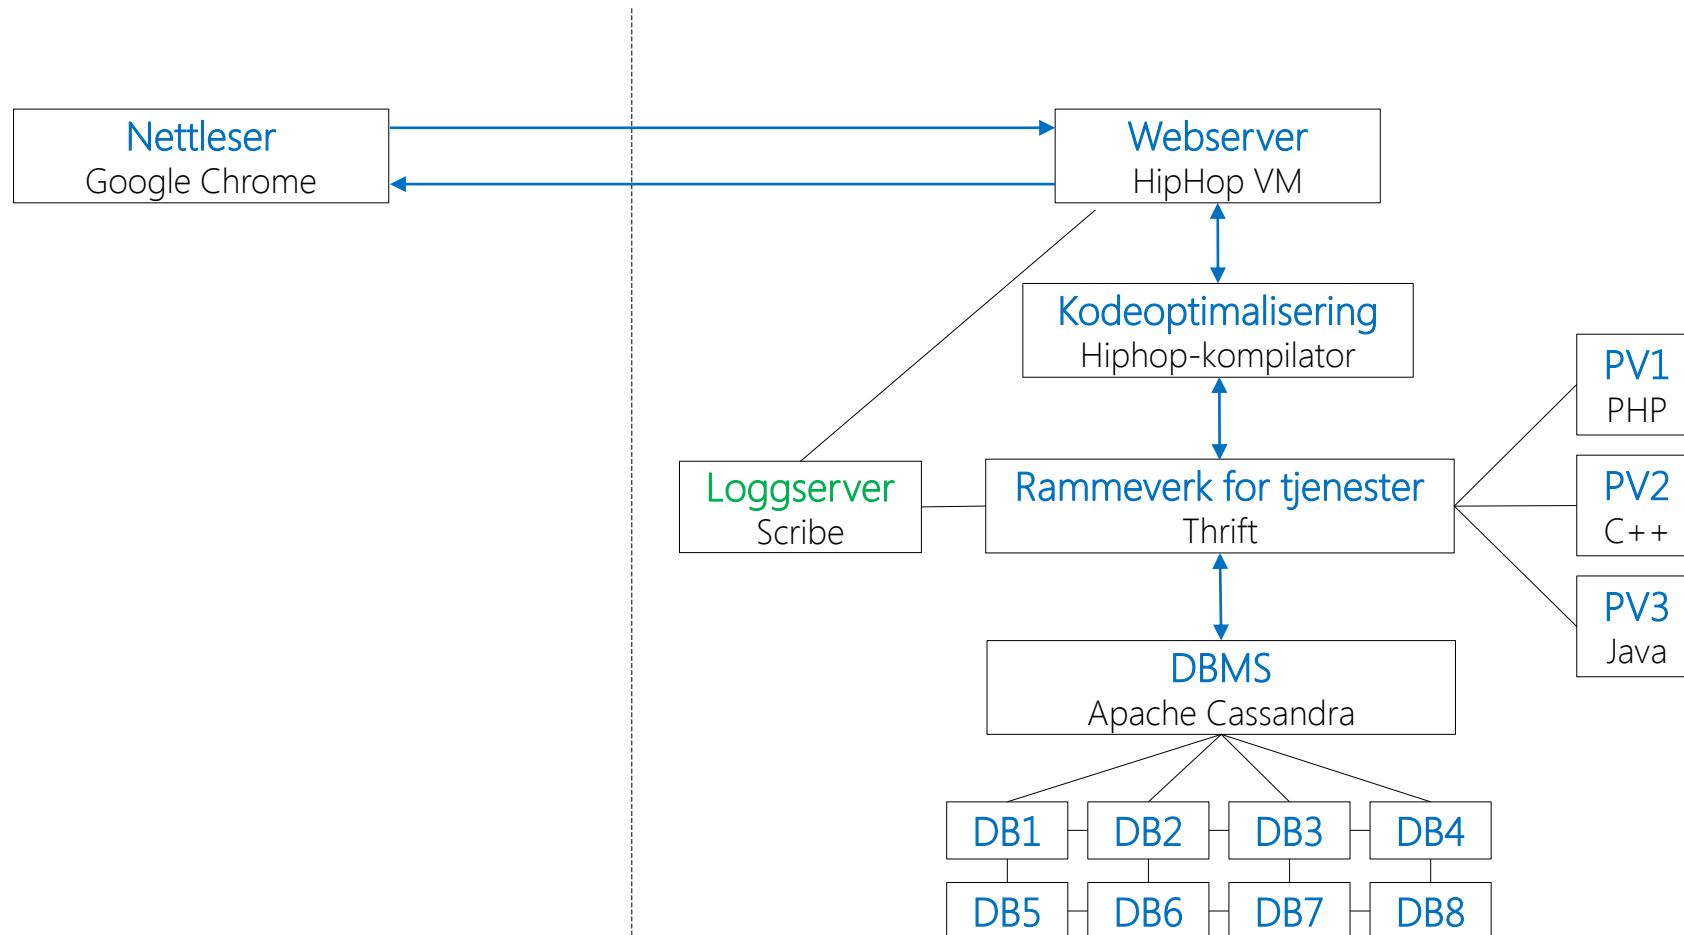 Nettleser
Google Chrome
Webserver
HipHop VM
Kodeoptimalisering
Hiphop-kompilator
PV1
PHP
Loggserver
Scribe
Rammeverk for tjenester
Thrift
PV2
C++
PV3
Java
DBMS
Apache Cassandra
DB1 DB2 DB3 DB4
DB5 DB6 DB7 DB8